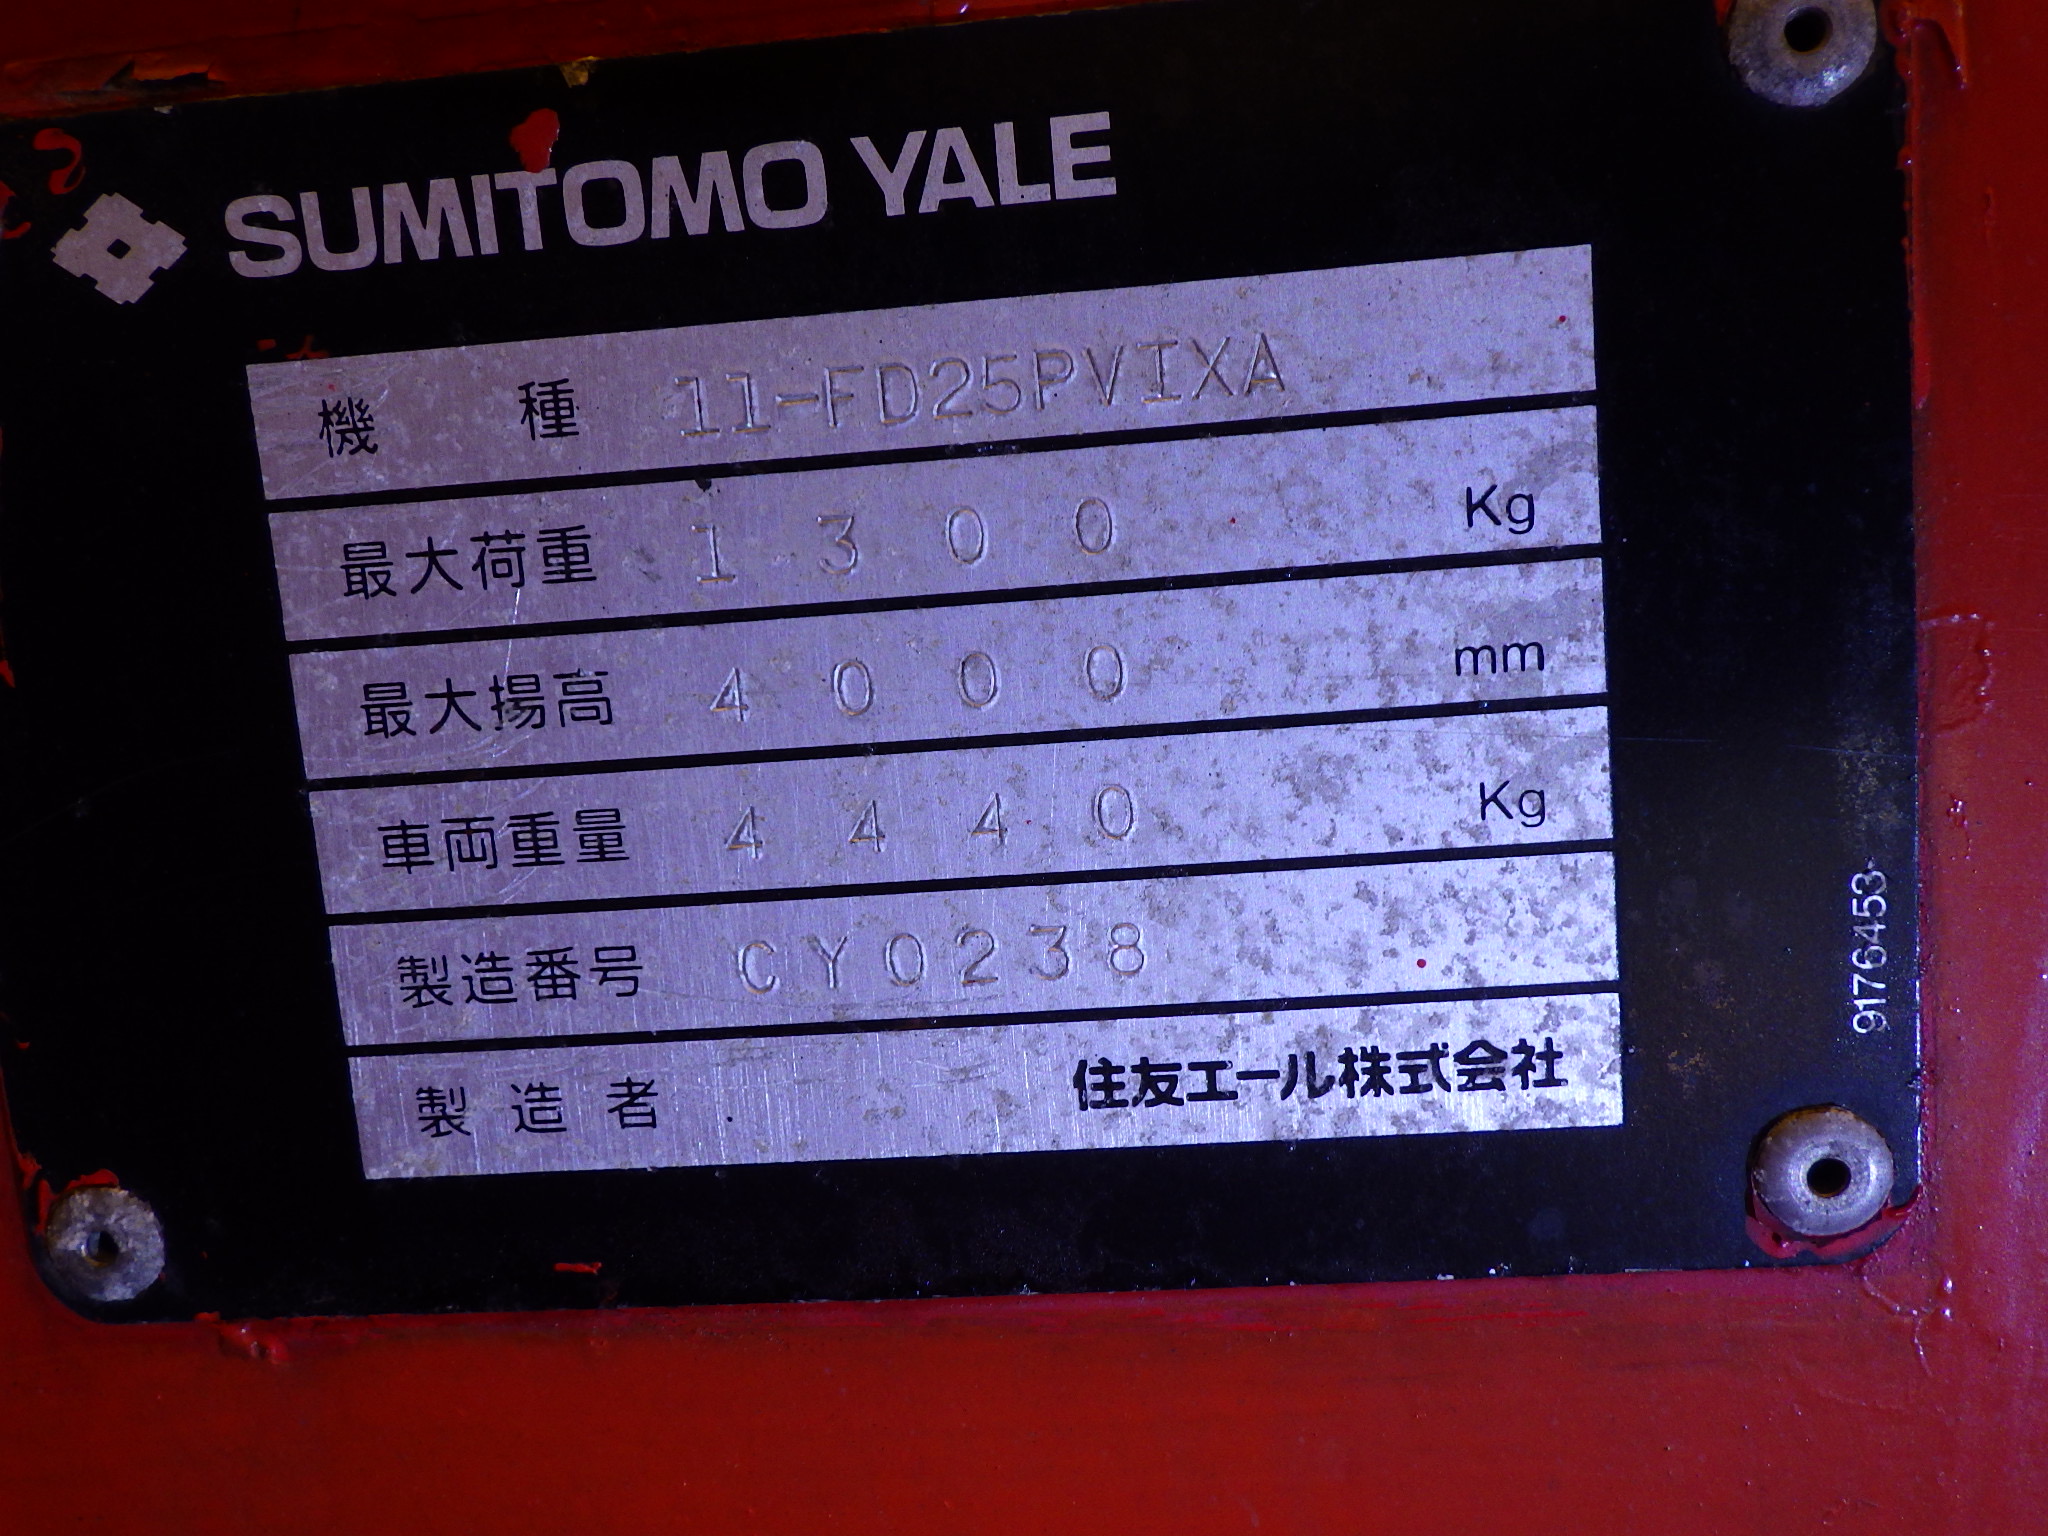 SUMITOMO YALE
機種 11-FD25PVIXA
最大荷重 1300 Kg
最大揚高 4000 mm
車両重量 4440 Kg
製造番号 CY0238
製造者 住友エール株式会社
9176453